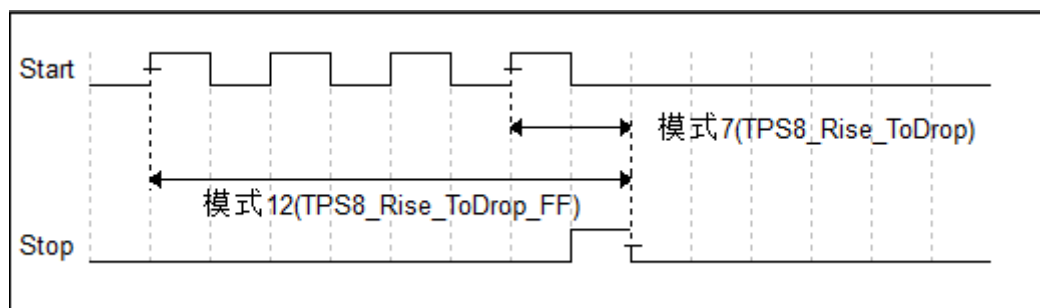 Start
模式7(TPS8_Rise_ToDrop)
模式12(TPS8_Rise_ToDrop_FF)
Stop